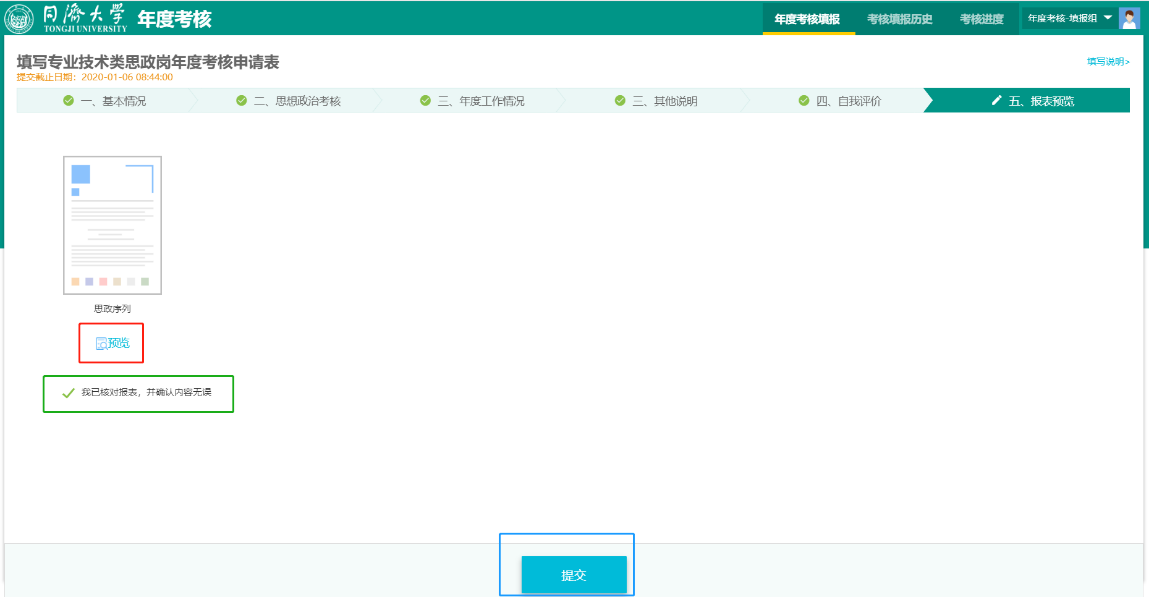 同濟大学 年度考核 年度考核填报 考核填报历史 考核进度 年度考核-填报组
TONGJI UNIVERSITY
填写专业技术类思政岗年度考核申请表 填写说明>
提交截止日期：2020-01-06 08:44:00
一、基本情况 二、思想政治考核 三、年度工作情况 三、其他说明 四、自我评价 五、报表预览
思政序列
预览
我已核对报表，并确认内容无误
提交